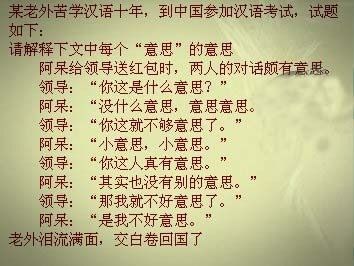 某老外苦学汉语十年，到中国参加汉语考试，试题
如下：
请解释下文中每个“意思”的意思
阿呆给领导送红包时，两人的对话颇有意思。
领导：“你这是什么意思？”
阿呆：“没什么意思，意思意思。
领导：“你这就不够意思了。”
阿呆：“小意思，小意思。”
领导：“你这人真有意思。”
阿呆：“其实也没有别的意思。”
领导：“那我就不好意思了。”
阿呆：“是我不好意思。”
老外泪流满面，交白卷回国了